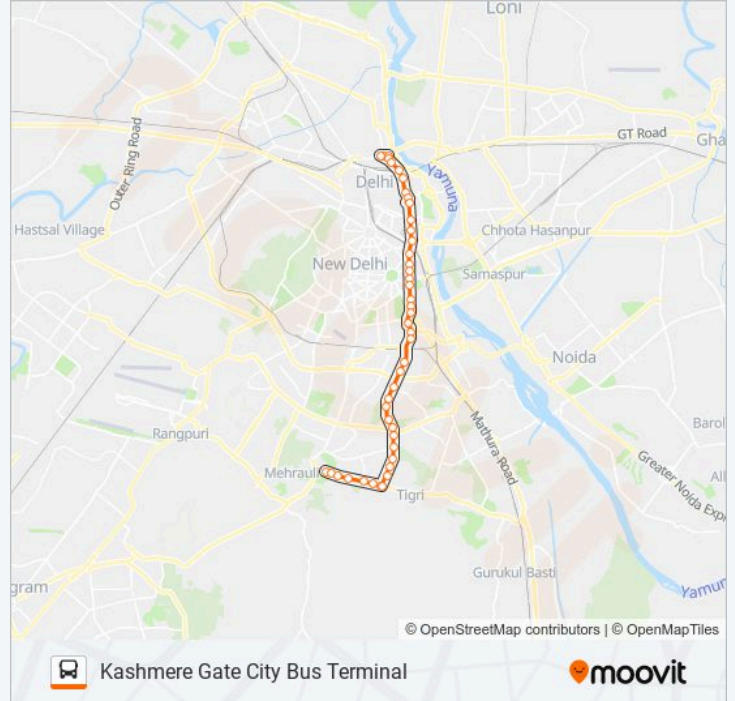 Loni
GT Road
Gha
Outer Ring Road
Delhi
Yamuna
Hastsal Village
Chhota Hasanpur
New Delhi
Samaspur
Noida
Rangpuri
Mathura Road
Barol
Mehrauli
Greater Noida Expr
All
Tigri
Gurukul Basti
gram
Yamun
© OpenStreetMap contributors | © OpenMapTiles
Kashmere Gate City Bus Terminal
moovit